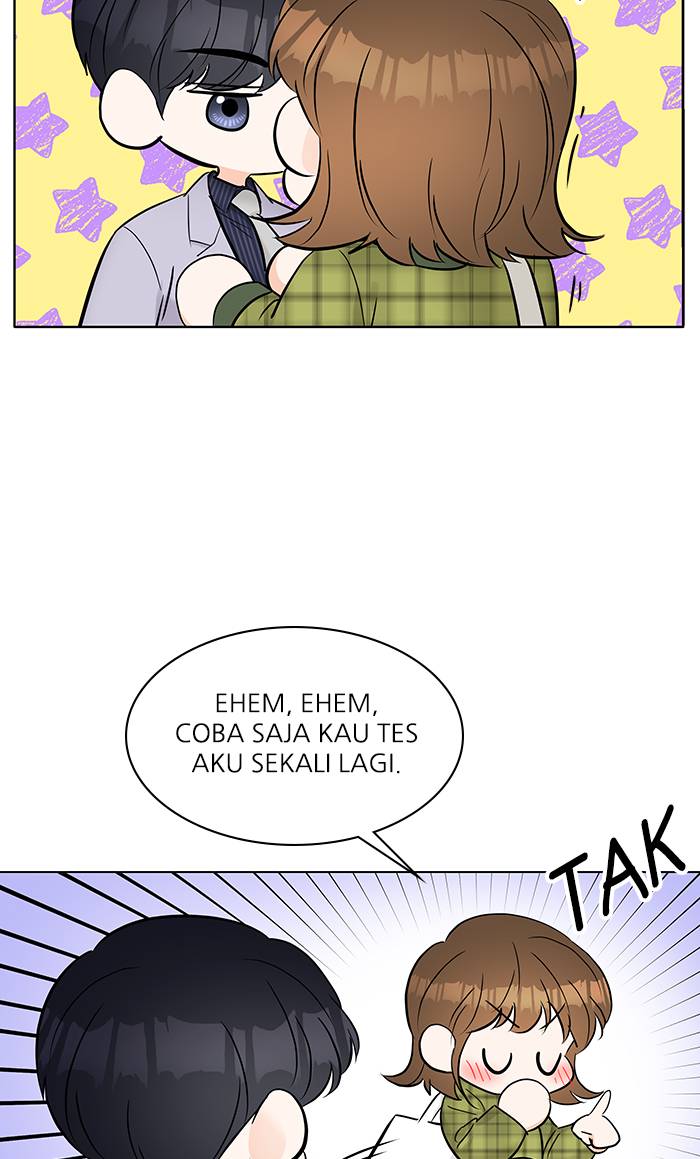 EHEM, EHEM,
COBA SAJA KAU TES
AKU SEKALI LAGI.
TAK